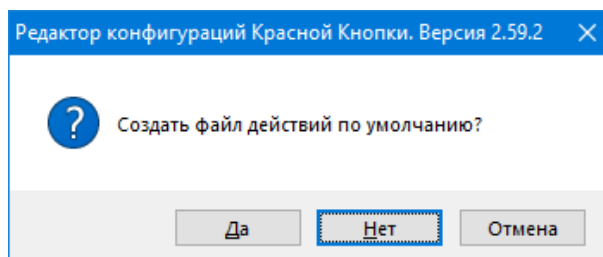 Редактор конфигураций Красной Кнопки. Версия 2.59.2
Создать файл действий по умолчанию?
Да Нет Отмена